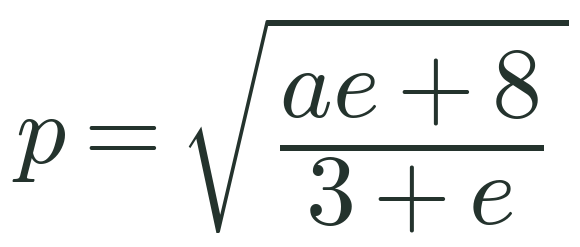 p = √((ae + 8)/(3 + e))